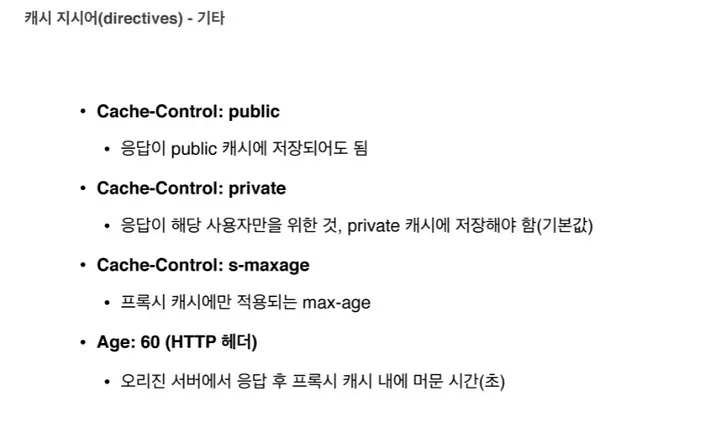 캐시 지시어(directives) - 기타
• Cache-Control: public
• 응답이 public 캐시에 저장되어도 됨
• Cache-Control: private
• 응답이 해당 사용자만을 위한 것, private 캐시에 저장해야 함(기본값)
• Cache-Control: s-maxage
• 프록시 캐시에만 적용되는 max-age
• Age: 60 (HTTP 헤더)
• 오리진 서버에서 응답 후 프록시 캐시 내에 머문 시간(초)